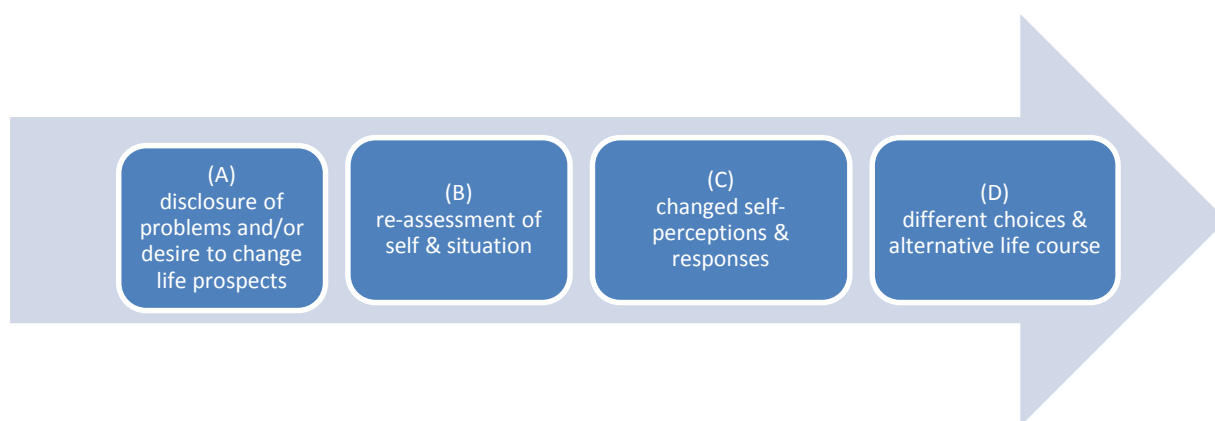 (A)
disclosure of
problems and/or
desire to change
life prospects
(B)
re-assessment of
self & situation
(C)
changed self-
perceptions &
responses
(D)
different choices &
alternative life course